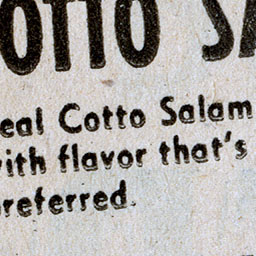 OTTO SA
eal Cotto Salam
ith flavor that's
referred.